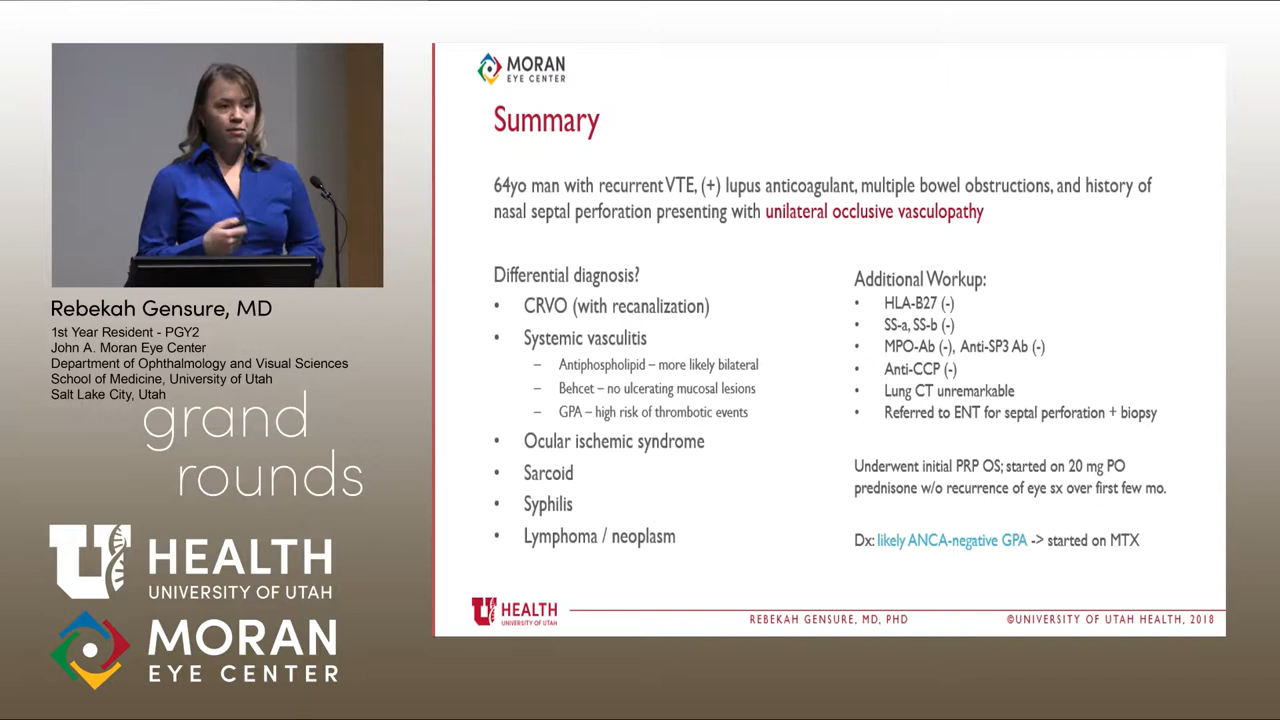 MORAN
EYE CENTER
Summary
64yo man with recurrent VTE, (+) lupus anticoagulant, multiple bowel obstructions, and history of
nasal septal perforation presenting with unilateral occlusive vasculopathy
Differential diagnosis?
• CRVO (with recanalization)
• Systemic vasculitis
– Antiphospholipid – more likely bilateral
– Behcet – no ulcerating mucosal lesions
– GPA – high risk of thrombotic events
• Ocular ischemic syndrome
• Sarcoid
• Syphilis
• Lymphoma / neoplasm
Additional Workup:
• HLA-B27 (-)
• SS-a, SS-b (-)
• MPO-Ab (-), Anti-SP3 Ab (-)
• Anti-CCP (-)
• Lung CT unremarkable
• Referred to ENT for septal perforation + biopsy
Underwent initial PRP OS; started on 20 mg PO
prednisone w/o recurrence of eye sx over first few mo.
Dx: likely ANCA-negative GPA -> started on MTX
U HEALTH
UNIVERSITY OF UTAH
REBEKAH GENSURE, MD, PHD
©UNIVERSITY OF UTAH HEALTH, 2018
Rebekah Gensure, MD
1st Year Resident - PGY2
John A. Moran Eye Center
Department of Ophthalmology and Visual Sciences
School of Medicine, University of Utah
Salt Lake City, Utah
grand
rounds
U HEALTH
UNIVERSITY OF UTAH
MORAN
EYE CENTER